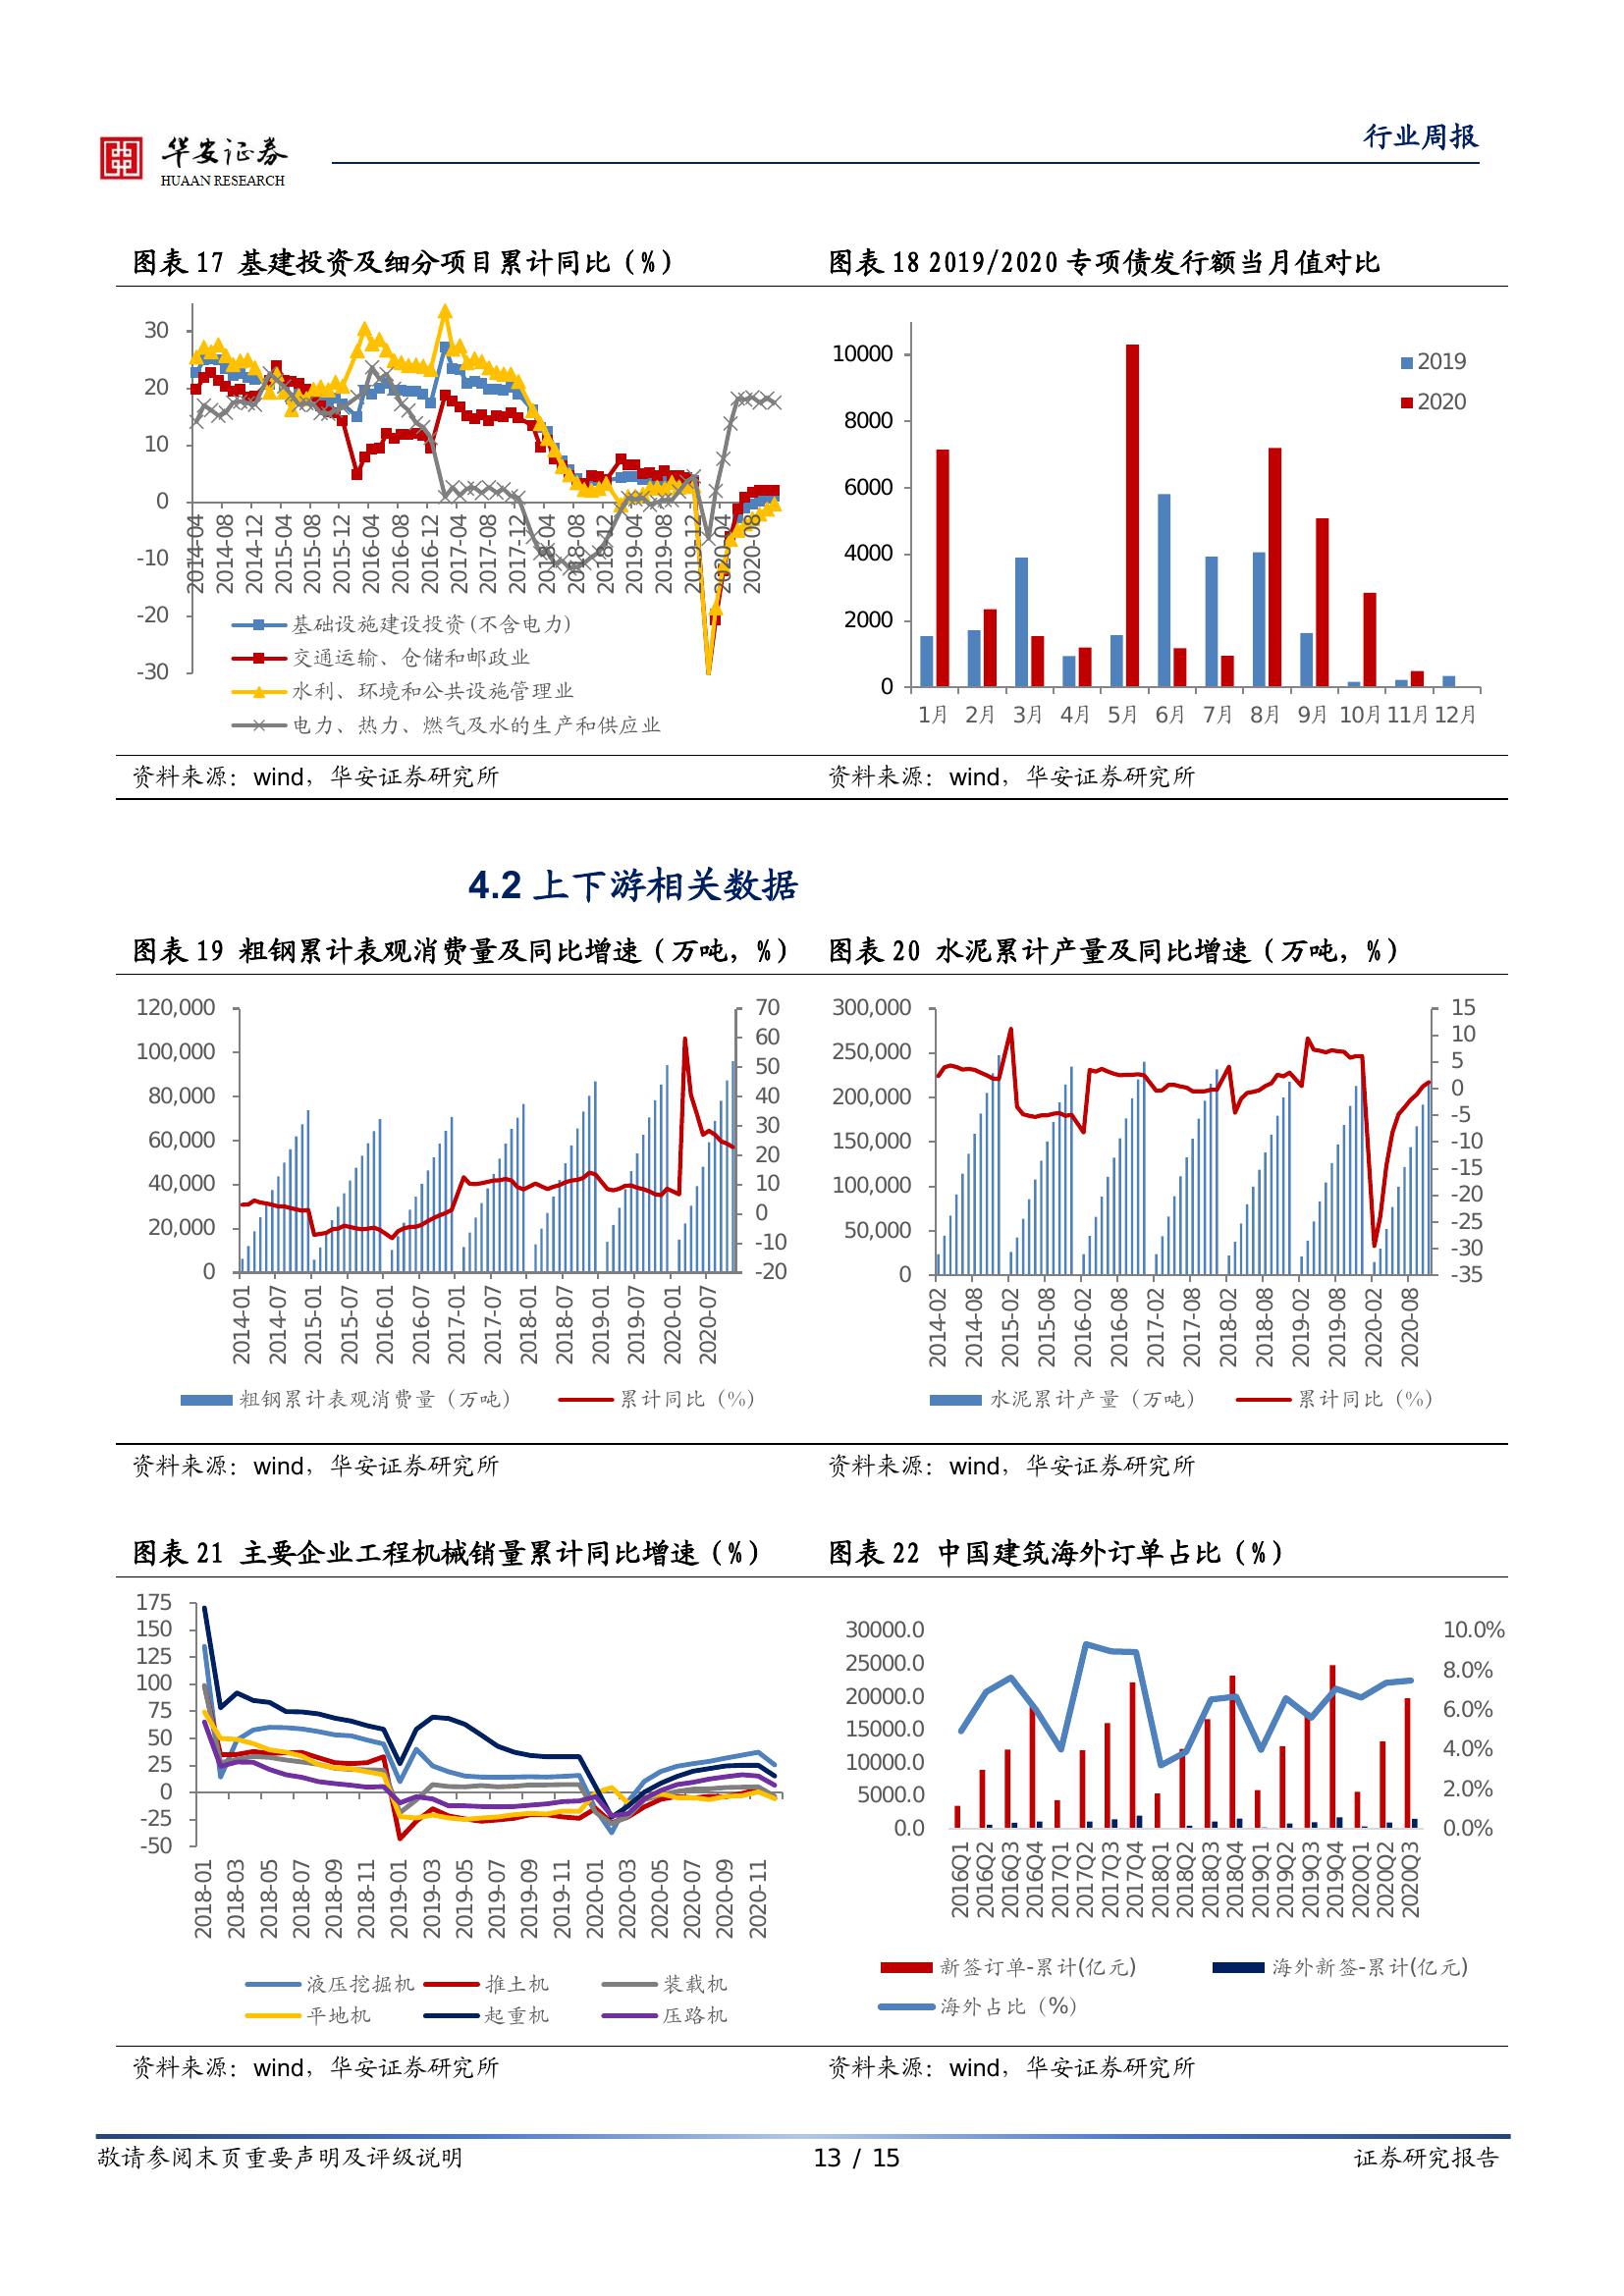 华安证券
HUAAN RESEARCH
行业周报
图表 17 基建投资及细分项目累计同比（%）
30
20
10
0
-10
-20
-30
2014-04
2014-08
2014-12
2015-04
2015-08
2015-12
2016-04
2016-08
2016-12
2017-04
2017-08
2017-12
2018-04
2018-08
2018-12
2019-04
2019-08
2019-12
2020-04
2020-08
基础设施建设投资(不含电力)
交通运输、仓储和邮政业
水利、环境和公共设施管理业
电力、热力、燃气及水的生产和供应业
资料来源：wind，华安证券研究所
图表 18 2019/2020 专项债发行额当月值对比
10000
8000
6000
4000
2000
0
2019
2020
1月 2月 3月 4月 5月 6月 7月 8月 9月 10月 11月 12月
资料来源：wind，华安证券研究所
4.2 上下游相关数据
图表 19 粗钢累计表观消费量及同比增速（万吨，%）
120,000
100,000
80,000
60,000
40,000
20,000
0
70
60
50
40
30
20
10
0
-10
-20
2014-01
2014-07
2015-01
2015-07
2016-01
2016-07
2017-01
2017-07
2018-01
2018-07
2019-01
2019-07
2020-01
2020-07
粗钢累计表观消费量（万吨） 累计同比（%）
资料来源：wind，华安证券研究所
图表 20 水泥累计产量及同比增速（万吨，%）
300,000
250,000
200,000
150,000
100,000
50,000
0
15
10
5
0
-5
-10
-15
-20
-25
-30
-35
2014-02
2014-08
2015-02
2015-08
2016-02
2016-08
2017-02
2017-08
2018-02
2018-08
2019-02
2019-08
2020-02
2020-08
水泥累计产量（万吨） 累计同比（%）
资料来源：wind，华安证券研究所
图表 21 主要企业工程机械销量累计同比增速（%）
175
150
125
100
75
50
25
0
-25
-50
2018-01
2018-03
2018-05
2018-07
2018-09
2018-11
2019-01
2019-03
2019-05
2019-07
2019-09
2019-11
2020-01
2020-03
2020-05
2020-07
2020-09
2020-11
液压挖掘机 推土机 装载机
平地机 起重机 压路机
资料来源：wind，华安证券研究所
图表 22 中国建筑海外订单占比（%）
30000.0
25000.0
20000.0
15000.0
10000.0
5000.0
0.0
10.0%
8.0%
6.0%
4.0%
2.0%
0.0%
2016Q1
2016Q2
2016Q3
2016Q4
2017Q1
2017Q2
2017Q3
2017Q4
2018Q1
2018Q2
2018Q3
2018Q4
2019Q1
2019Q2
2019Q3
2019Q4
2020Q1
2020Q2
2020Q3
新签订单-累计(亿元) 海外新签-累计(亿元)
海外占比（%）
资料来源：wind，华安证券研究所
敬请参阅末页重要声明及评级说明 13 / 15 证券研究报告